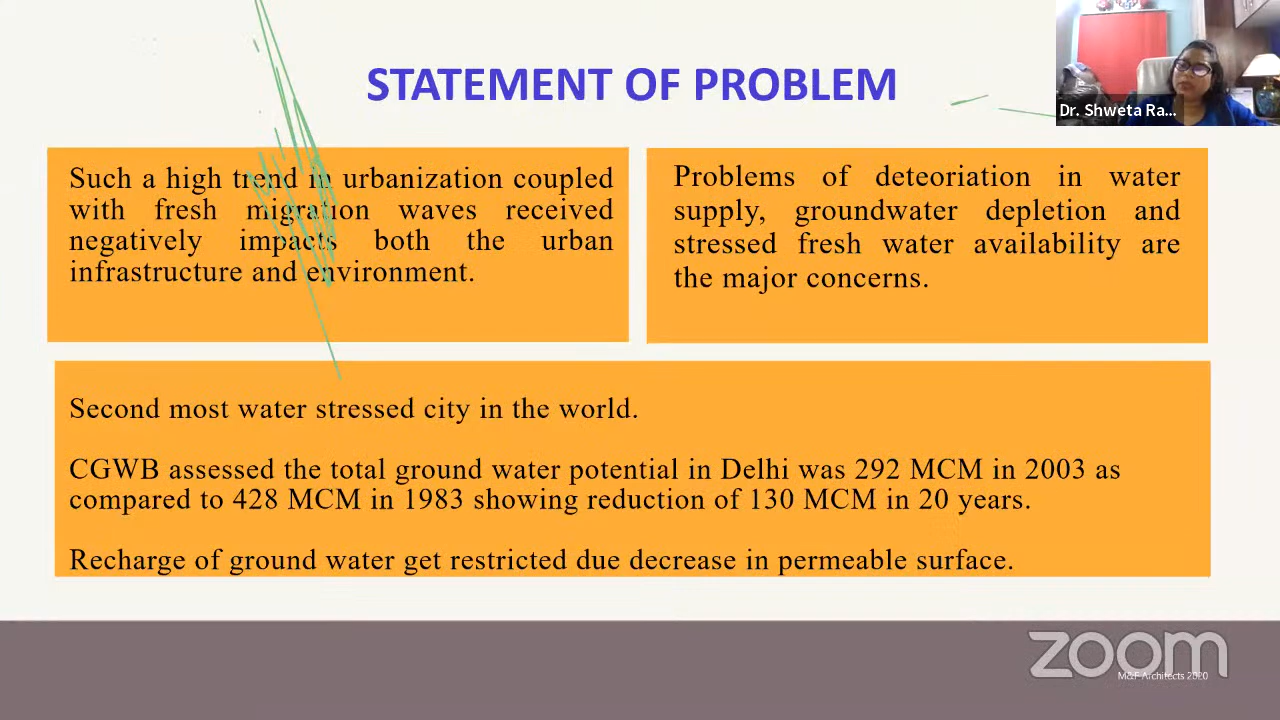 STATEMENT OF PROBLEM
Dr. Shweta Ra...
Such a high trend in urbanization coupled
with fresh migration waves received
negatively impacts both the urban
infrastructure and environment.
Problems of deteoriation in water
supply, groundwater depletion and
stressed fresh water availability are
the major concerns.
Second most water stressed city in the world.
CGWB assessed the total ground water potential in Delhi was 292 MCM in 2003 as
compared to 428 MCM in 1983 showing reduction of 130 MCM in 20 years.
Recharge of ground water get restricted due decrease in permeable surface.
zoom
M&F Architects 2020